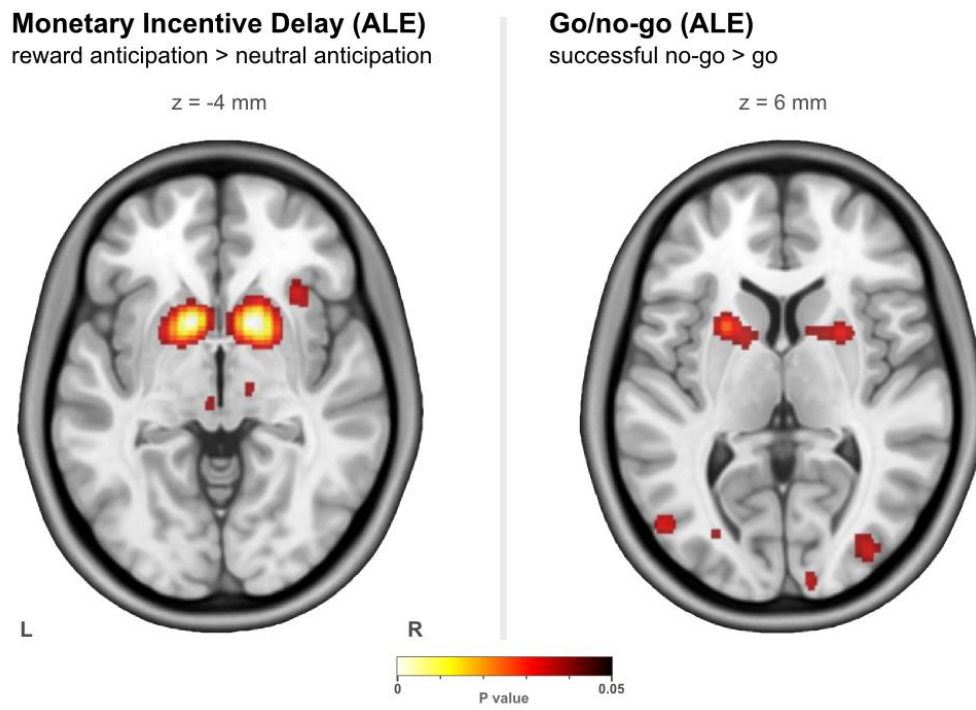 Monetary Incentive Delay (ALE)
reward anticipation > neutral anticipation
z = -4 mm
Go/no-go (ALE)
successful no-go > go
z = 6 mm
L
R
0
0.05
P value